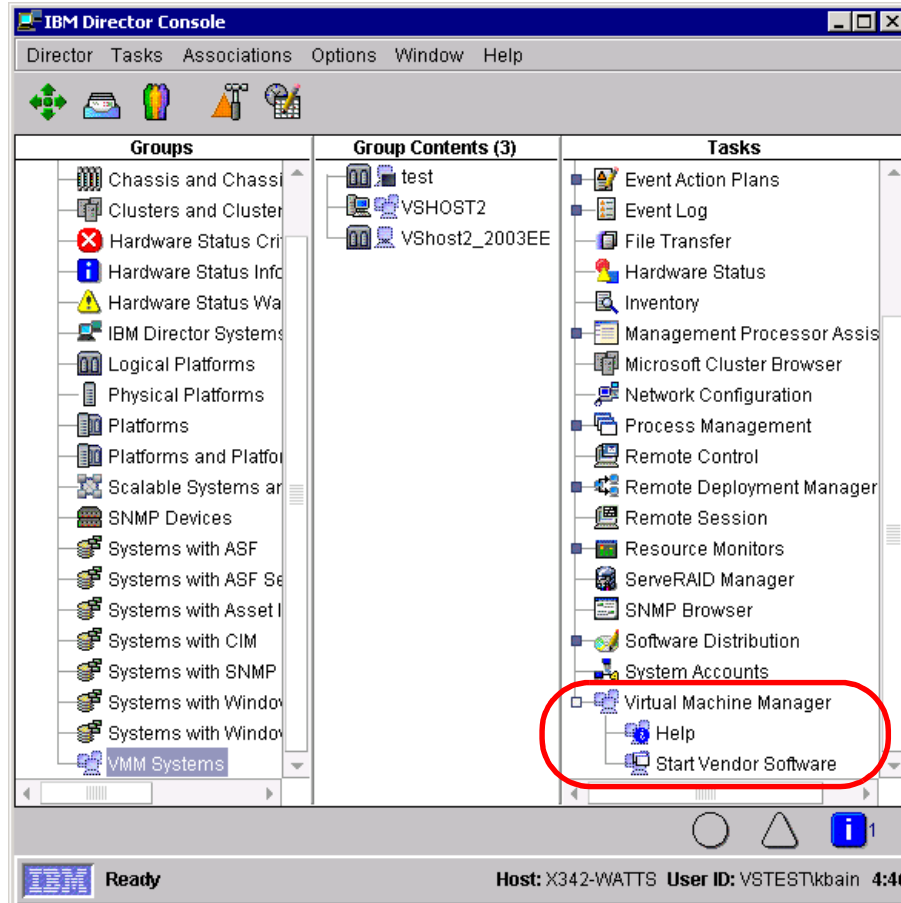 IBM Director Console
Director Tasks Associations Options Window Help
Groups
Chassis and Chassi
Clusters and Cluster
Hardware Status Cri
Hardware Status Info
Hardware Status Wa
IBM Director Systems
Logical Platforms
Physical Platforms
Platforms
Platforms and Platfo
Scalable Systems ar
SNMP Devices
Systems with ASF
Systems with ASF Se
Systems with Asset I
Systems with CIM
Systems with SNMP
Systems with Window
Systems with Window
VMM Systems
Group Contents (3)
test
VSHOST2
VShost2_2003EE
Tasks
Event Action Plans
Event Log
File Transfer
Hardware Status
Inventory
Management Processor Assis
Microsoft Cluster Browser
Network Configuration
Process Management
Remote Control
Remote Deployment Manager
Remote Session
Resource Monitors
ServeRAID Manager
SNMP Browser
Software Distribution
System Accounts
Virtual Machine Manager
Help
Start Vendor Software
1
IBM Ready Host: X342-WATTS User ID: VSTEST\kbain 4:46